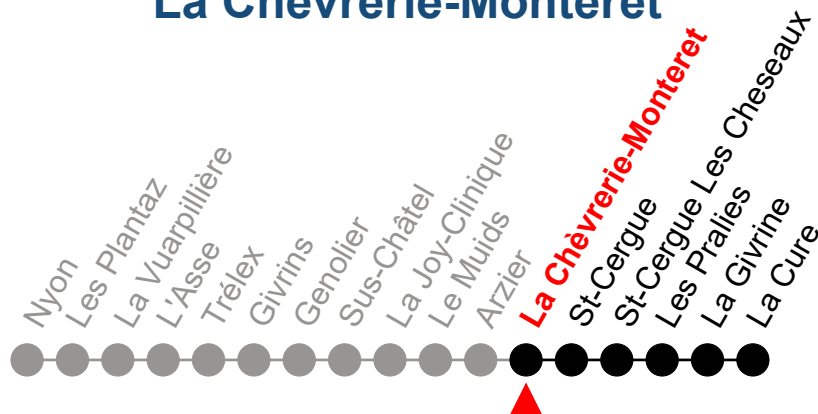 La Chèvrerie-Monteret
Nyon
Les Plantaz
La Vuarpillière
L'Asse
Trélex
Givrins
Genolier
Sus-Châtel
La Joy-Clinique
Le Muids
Arzier
La Chèvrerie-Monteret
St-Cergue
St-Cergue Les Cheseaux
Les Pralies
La Givrine
La Cure